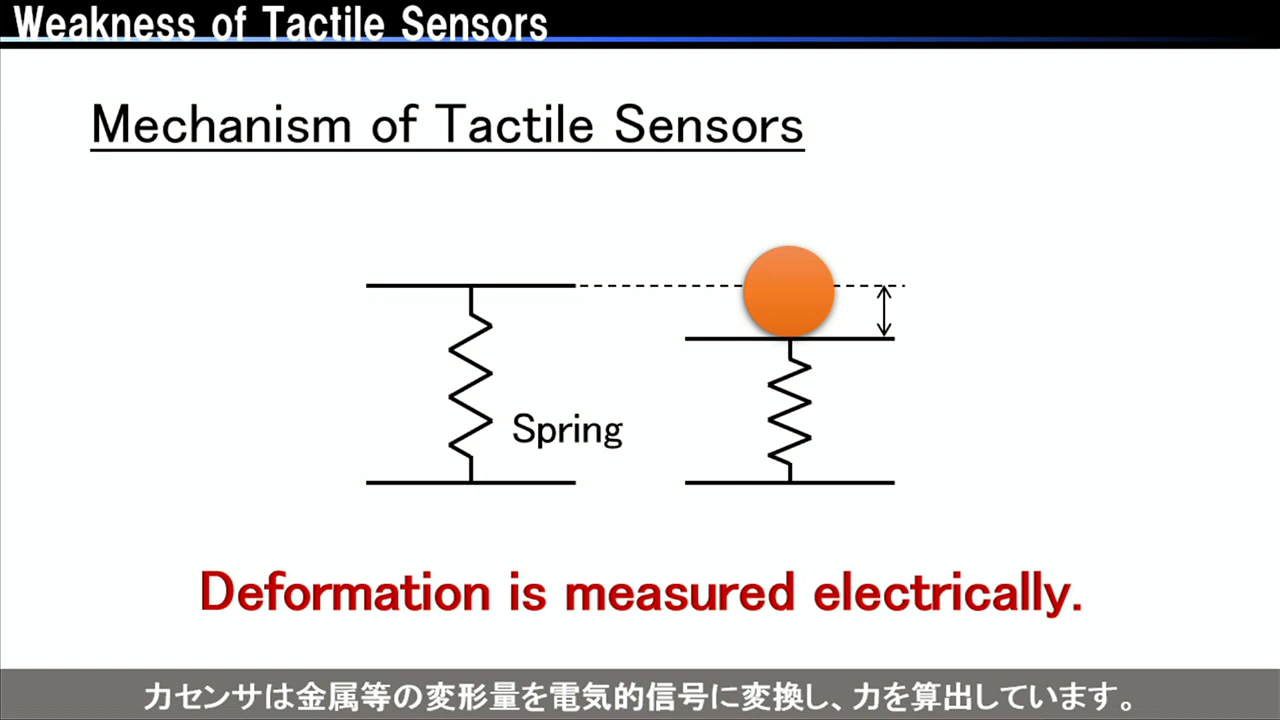 Weakness of Tactile Sensors
Mechanism of Tactile Sensors
Spring
Deformation is measured electrically.
力センサは金属等の変形量を電気的信号に変換し、力を算出しています。